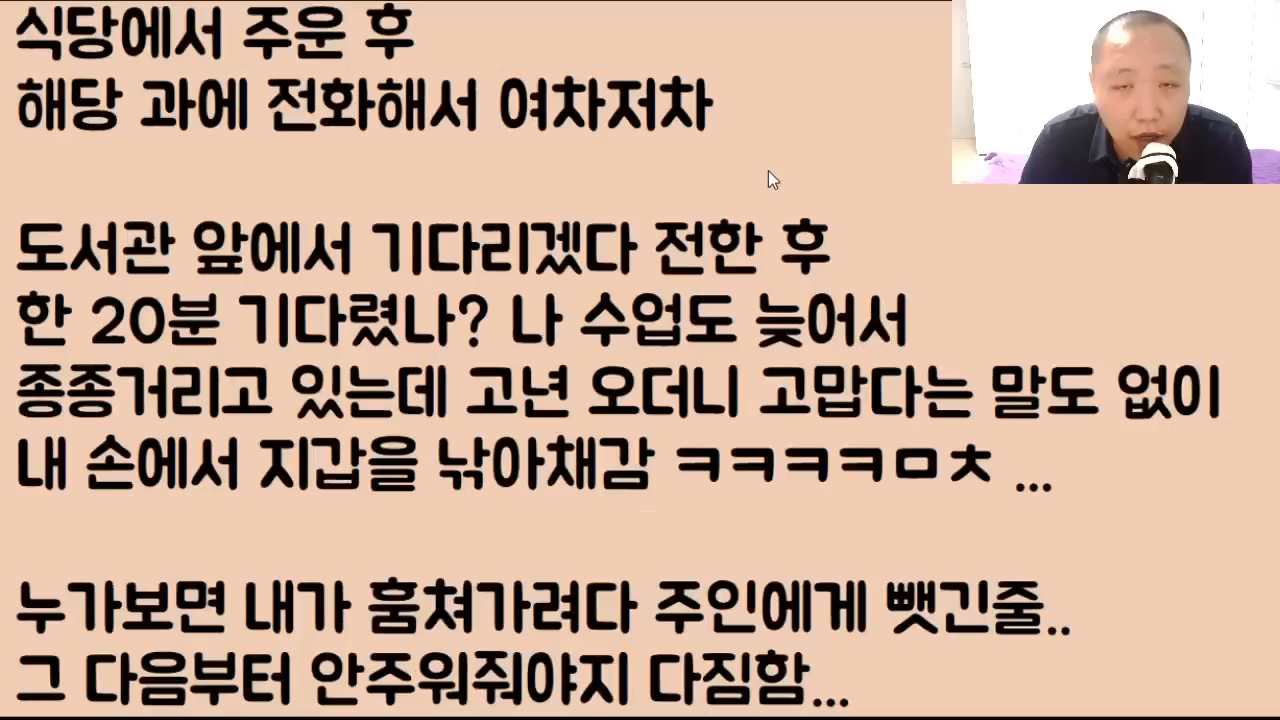 식당에서 주운 후
해당 과에 전화해서 여차저차
도서관 앞에서 기다리겠다 전한 후
한 20분 기다렸나? 나 수업도 늦어서
종종거리고 있는데 고년 오더니 고맙다는 말도 없이
내 손에서 지갑을 낚아채감 ㅋㅋㅋㅋㅁㅊ ...
누가보면 내가 훔쳐가려다 주인에게 뺏긴줄..
그 다음부터 안주워줘야지 다짐함...